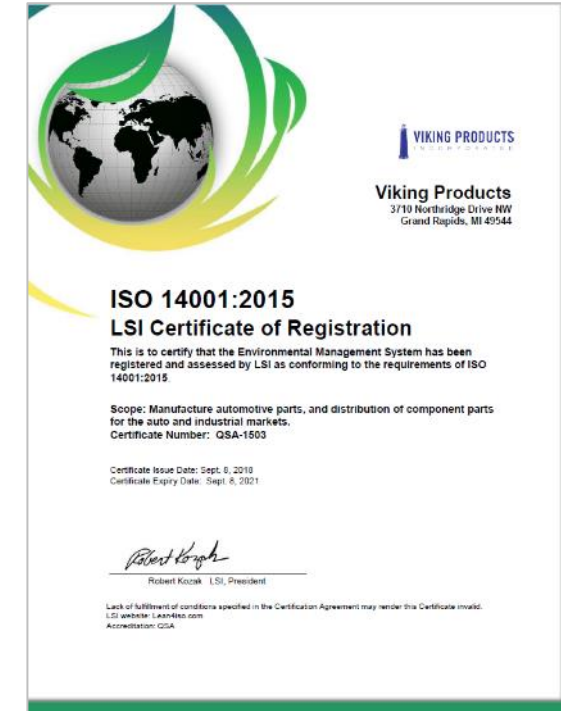 VIKING PRODUCTS
INCORPORATED
Viking Products
3710 Northridge Drive NW
Grand Rapids, MI 49544
ISO 14001:2015
LSI Certificate of Registration
This is to certify that the Environmental Management System has been
registered and assessed by LSI as conforming to the requirements of ISO
14001:2015.
Scope: Manufacture automotive parts, and distribution of component parts
for the auto and industrial markets.
Certificate Number: QSA-1503
Certificate Issue Date: Sept. 8, 2018
Certificate Expiry Date: Sept. 8, 2021
Robert Kozak
Robert Kozak LSI, President
Lack of fulfillment of conditions specified in the Certification Agreement may render this Certificate invalid.
LSI website: Lean4iso.com
Accreditation: QSA